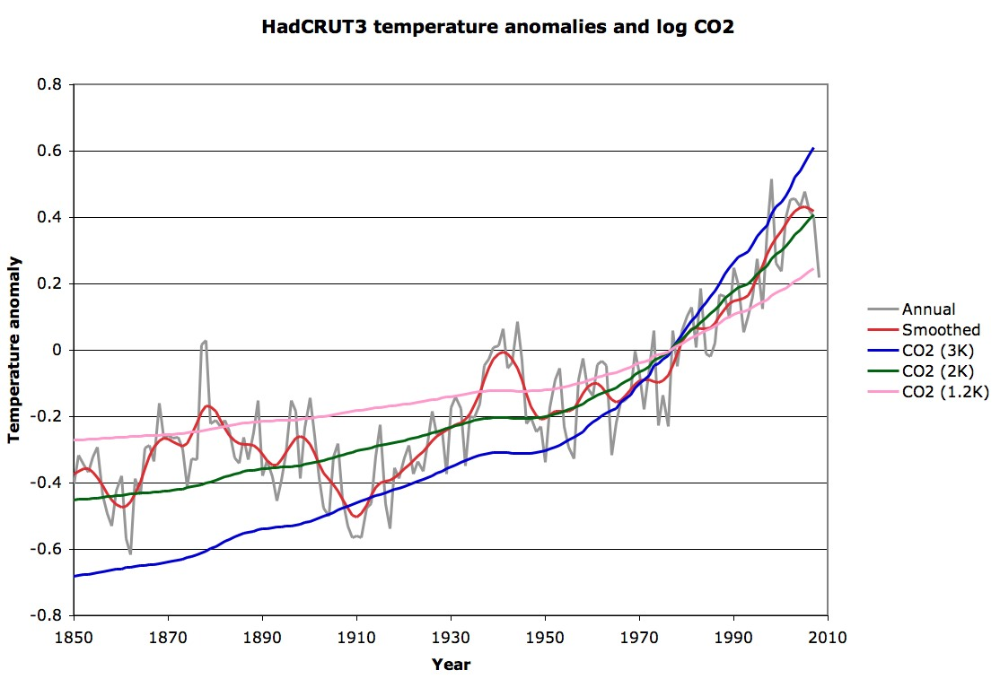 HadCRUT3 temperature anomalies and log CO2
0.8
0.6
0.4
0.2
0
-0.2
-0.4
-0.6
-0.8
Temperature anomaly
1850 1870 1890 1910 1930 1950 1970 1990 2010
Year
Annual
Smoothed
CO2 (3K)
CO2 (2K)
CO2 (1.2K)